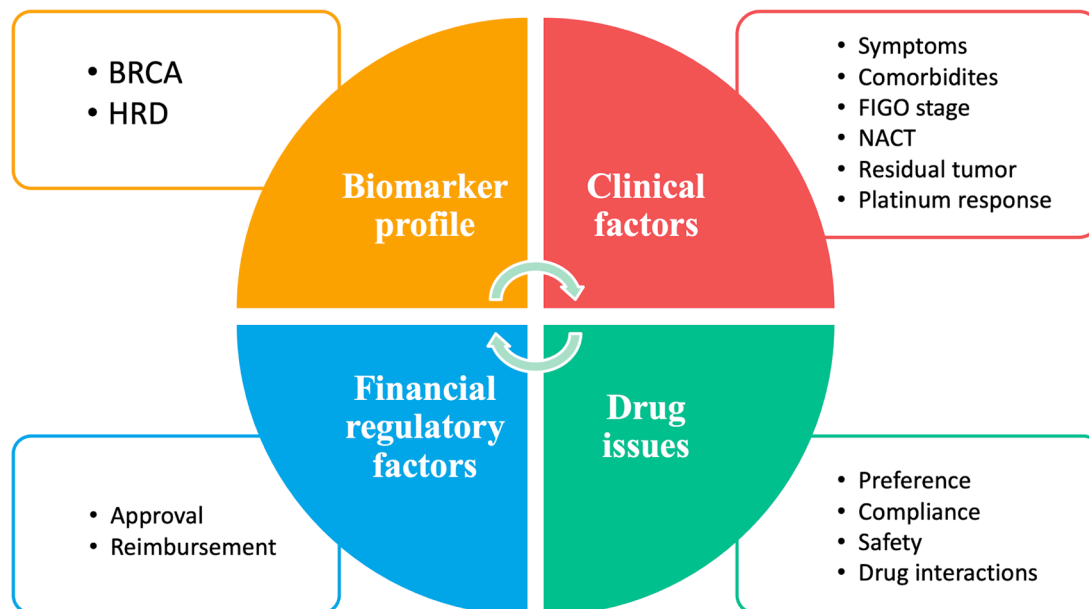 • BRCA
• HRD
Biomarker
profile
Clinical
factors
• Symptoms
• Comorbidites
• FIGO stage
• NACT
• Residual tumor
• Platinum response
Financial
regulatory
factors
• Approval
• Reimbursement
Drug
issues
• Preference
• Compliance
• Safety
• Drug interactions